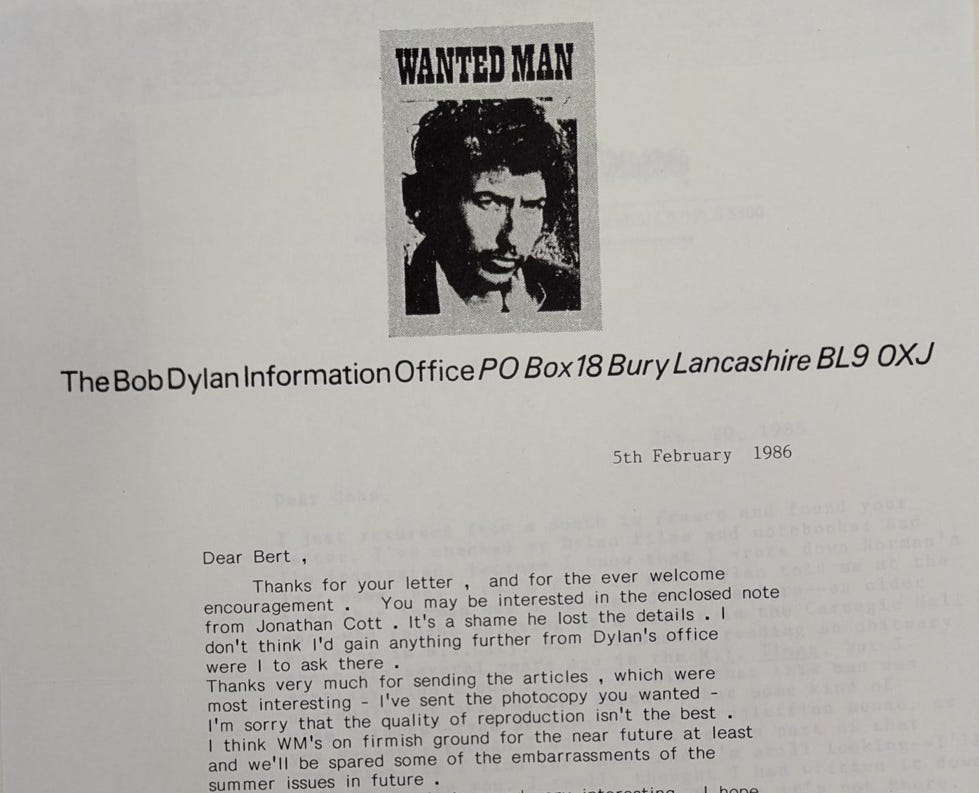 WANTED MAN
The Bob Dylan Information Office PO Box 18 Bury Lancashire BL9 0XJ
5th February 1986
Dear Bert ,
Thanks for your letter , and for the ever welcome
encouragement . You may be interested in the enclosed note
from Jonathan Cott . It's a shame he lost the details . I
don't think I'd gain anything further from Dylan's office
were I to ask there .
Thanks very much for sending the articles , which were
most interesting - I've sent the photocopy you wanted -
I'm sorry that the quality of reproduction isn't the best .
I think WM's on firmish ground for the near future at least
and we'll be spared some of the embarrassments of the
summer issues in future .
interesting . I hope